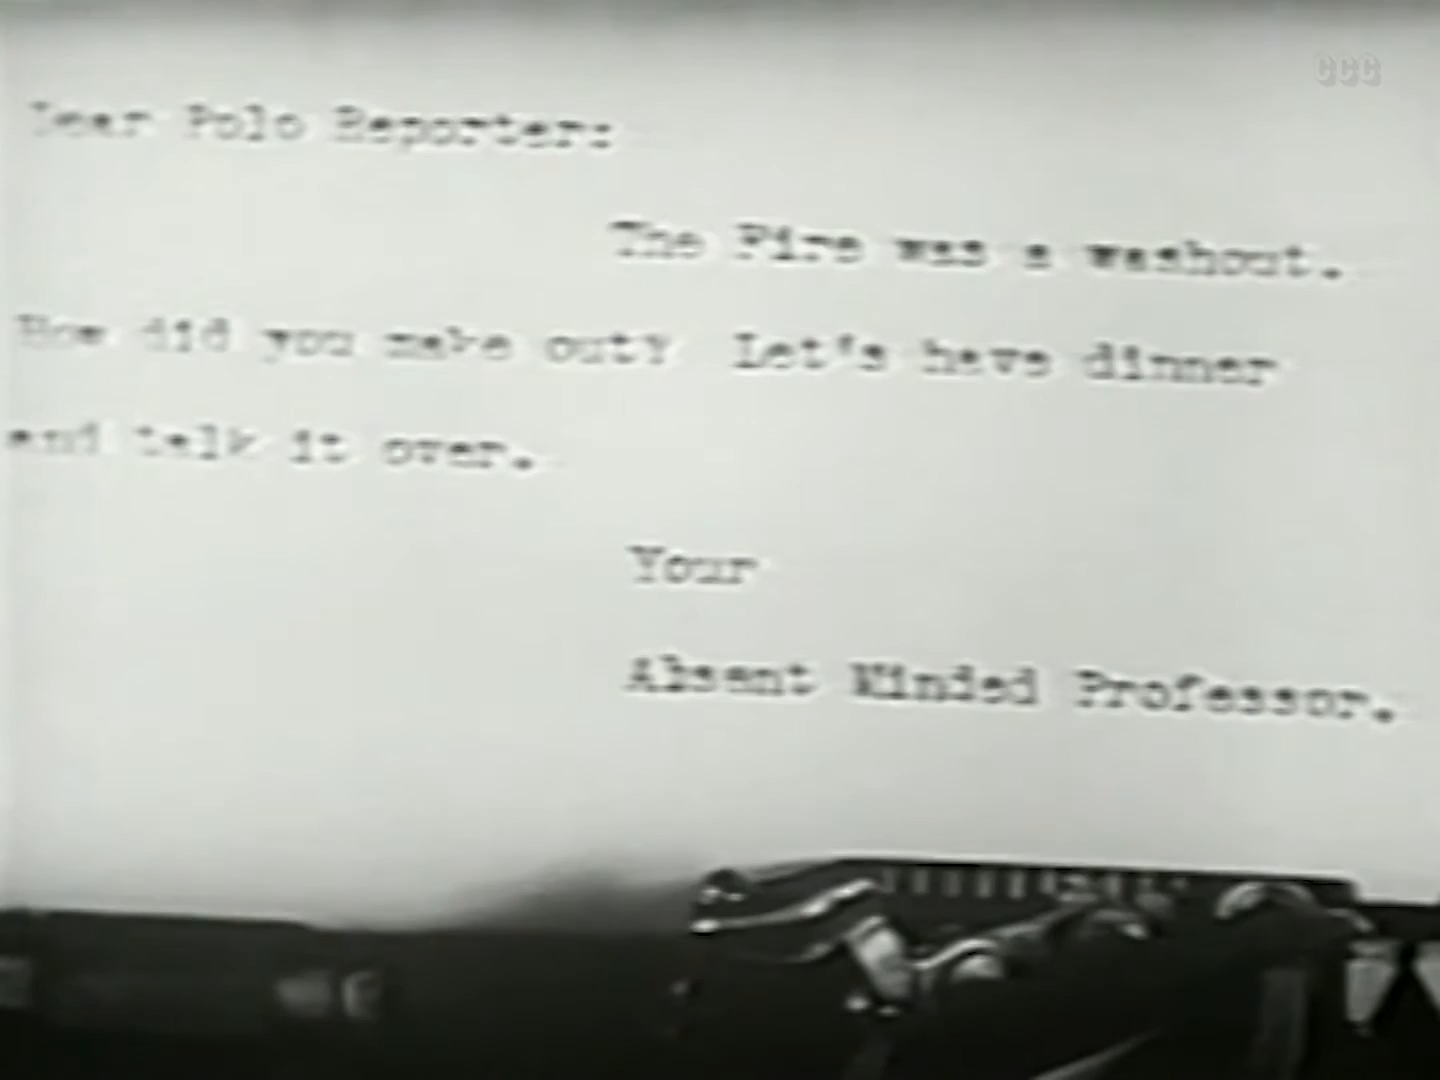 CCC
Dear Polo Reporter:
The Fire was a washout.
How did you make out? Let's have dinner
and talk it over.
Your
Absent Minded Professor.